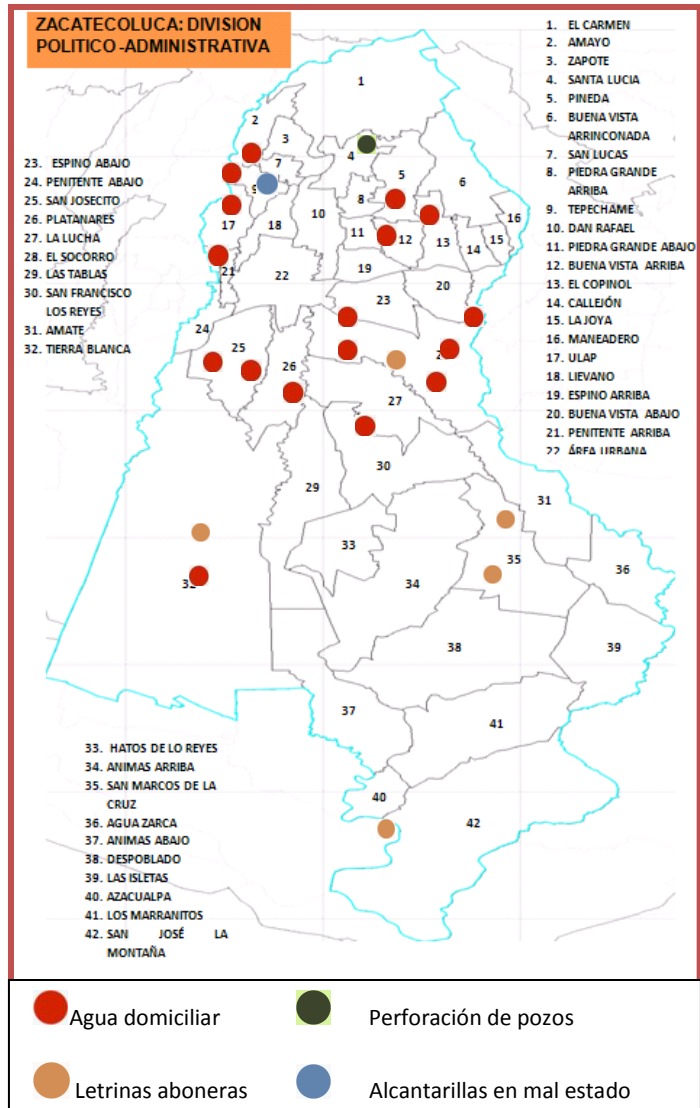 ZACATECOLUCA: DIVISION
POLITICO -ADMINISTRATIVA
1. EL CARMEN
2. AMAYO
3. ZAPOTE
4. SANTA LUCIA
5. PINEDA
6. BUENA VISTA
ARRINCONADA
7. SAN LUCAS
8. PIEDRA GRANDE
ARRIBA
9. TEPECHAME
10. DAN RAFAEL
11. PIEDRA GRANDE ABAJO
12. BUENA VISTA ARRIBA
13. EL COPINOL
14. CALLEJÓN
15. LA JOYA
16. MANEADERO
17. ULAP
18. LIEVANO
19. ESPINO ARRIBA
20. BUENA VISTA ABAJO
21. PENITENTE ARRIBA
22 ÁREA URBANA
23. ESPINO ABAJO
24. PENITENTE ABAJO
25. SAN JOSECITO
26. PLATANARES
27. LA LUCHA
28. EL SOCORRO
29. LAS TABLAS
30. SAN FRANCISCO
LOS REYES
31. AMATE
32. TIERRA BLANCA
1
2
3
4
7
5
6
9
8
10
16
17
18
11
12
13
14
15
21
22
19
20
23
24
25
26
27
30
29
31
33
35
34
36
32
38
39
37
41
40
42
33. HATOS DE LO REYES
34. ANIMAS ARRIBA
35. SAN MARCOS DE LA
CRUZ
36. AGUA ZARCA
37. ANIMAS ABAJO
38. DESPOBLADO
39. LAS ISLETAS
40. AZACUALPA
41. LOS MARRANITOS
42. SAN JOSÉ LA
MONTAÑA
Agua domiciliar
Perforación de pozos
Letrinas aboneras
Alcantarillas en mal estado